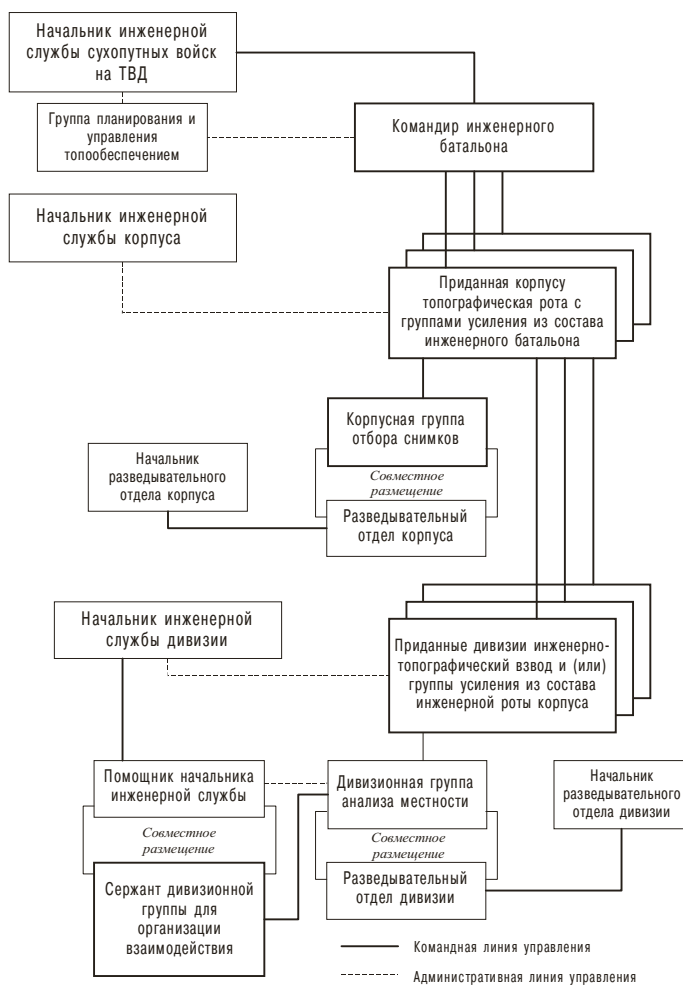 Начальник инженерной
службы сухопутных войск
на ТВД
Группа планирования и
управления
топообеспечением
Командир инженерного
батальона
Начальник инженерной
службы корпуса
Приданная корпусу
топографическая рота с
группами усиления из состава
инженерного батальона
Корпусная группа
отбора снимков
Начальник
разведывательного
отдела корпуса
Совместное
размещение
Разведывательный
отдел корпуса
Начальник инженерной
службы дивизии
Приданные дивизии инженерно-
топографический взвод и (или)
группы усиления из состава
инженерной роты корпуса
Помощник начальника
инженерной службы
Дивизионная группа
анализа местности
Начальник
разведывательного
отдела дивизии
Совместное
размещение
Совместное
размещение
Сержант дивизионной
группы для
организации
взаимодействия
Разведывательный
отдел дивизии
Командная линия управления
Административная линия управления